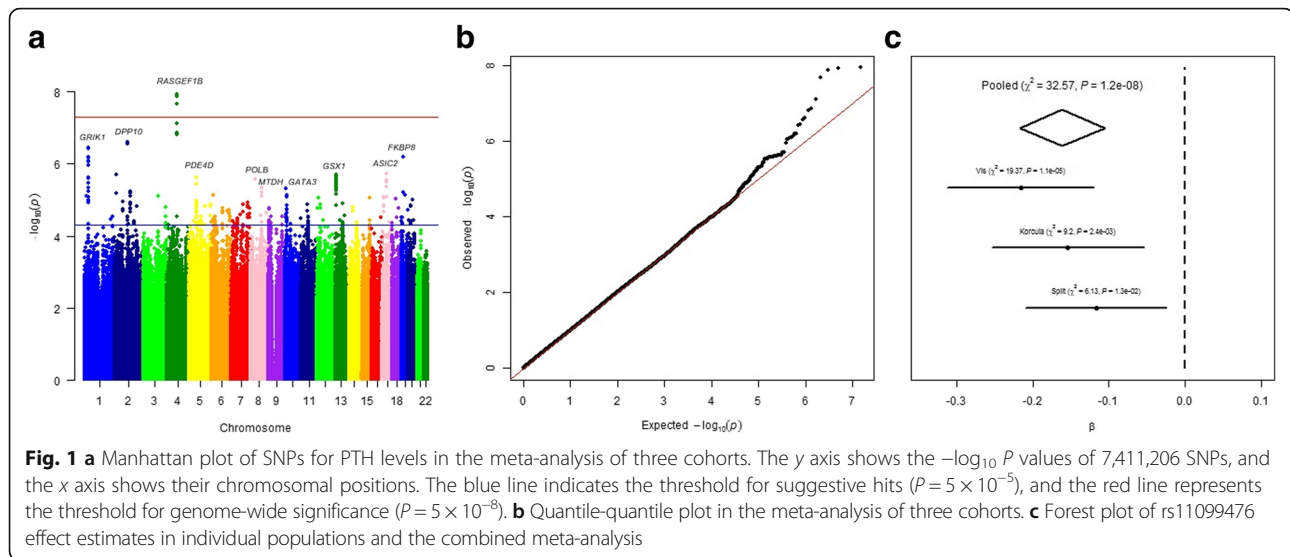 a
RASGEF1B
GRIK1
DPP10
PDE4D
POLB
MTDH
GATA3
GSX1
ASIC2
FKBP8
8
6
4
2
0
-log10(p)
1 2 3 4 5 6 7 8 9 11 13 15 18 22
Chromosome
b
8
6
4
2
0
Observed -log10(p)
0 1 2 3 4 5 6 7
Expected -log10(p)
c
Pooled (χ² = 32.57, P = 1.2e-08)
Vis (χ² = 19.37, P = 1.1e-05)
Korcula (χ² = 9.2, P = 2.4e-03)
Split (χ² = 6.13, P = 1.3e-02)
-0.3 -0.2 -0.1 0.0 0.1
β
Fig. 1 a Manhattan plot of SNPs for PTH levels in the meta-analysis of three cohorts. The y axis shows the −log₁₀ P values of 7,411,206 SNPs, and
the x axis shows their chromosomal positions. The blue line indicates the threshold for suggestive hits (P = 5 × 10⁻⁵), and the red line represents
the threshold for genome-wide significance (P = 5 × 10⁻⁸). b Quantile-quantile plot in the meta-analysis of three cohorts. c Forest plot of rs11099476
effect estimates in individual populations and the combined meta-analysis